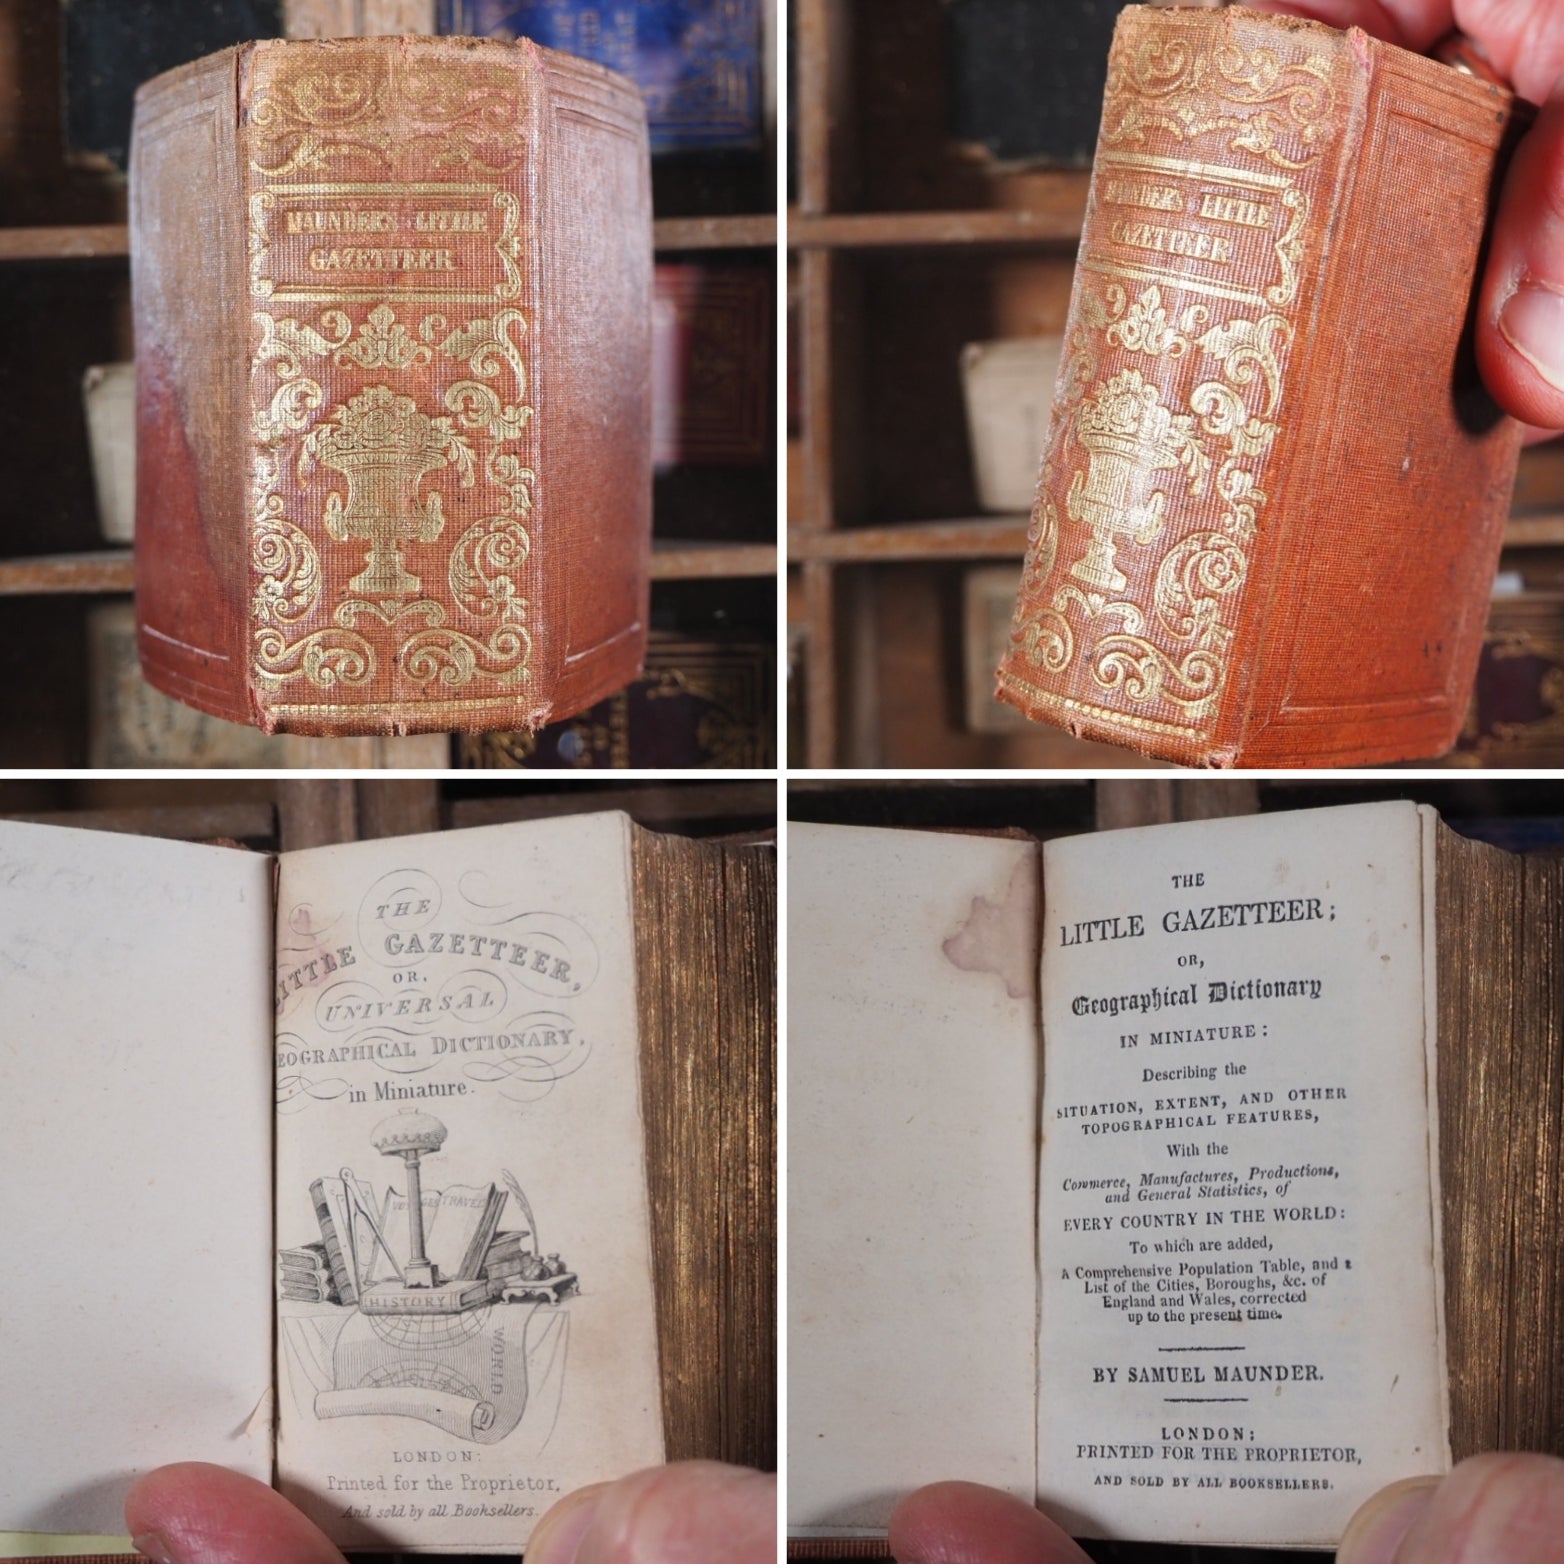 MAUNDER'S LITTLE
GAZETTEER
MAUNDER'S LITTLE
GAZETTEER
THE
LITTLE GAZETTEER,
OR,
UNIVERSAL
GEOGRAPHICAL DICTIONARY,
in Miniature.
VOYAGES TRAVELS
HISTORY
WORLD
LONDON:
Printed for the Proprietor,
And sold by all Booksellers.
THE
LITTLE GAZETTEER;
OR,
Geographical Dictionary
IN MINIATURE:
Describing the
SITUATION, EXTENT, AND OTHER
TOPOGRAPHICAL FEATURES,
With the
Commerce, Manufactures, Productions,
and General Statistics, of
EVERY COUNTRY IN THE WORLD:
To which are added,
A Comprehensive Population Table, and a
List of the Cities, Boroughs, &c. of
England and Wales, corrected
up to the present time.
BY SAMUEL MAUNDER.
LONDON:
PRINTED FOR THE PROPRIETOR,
AND SOLD BY ALL BOOKSELLERS.